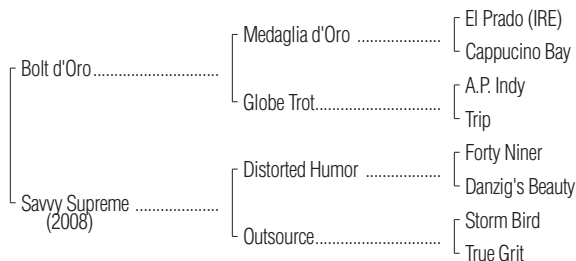 El Prado (IRE)
Medaglia d'Oro ..................
Cappucino Bay
Bolt d'Oro...........................
A.P. Indy
Globe Trot...........................
Trip
Forty Niner
Distorted Humor ................
Danzig's Beauty
Savvy Supreme ..................
(2008)
Storm Bird
Outsource...........................
True Grit